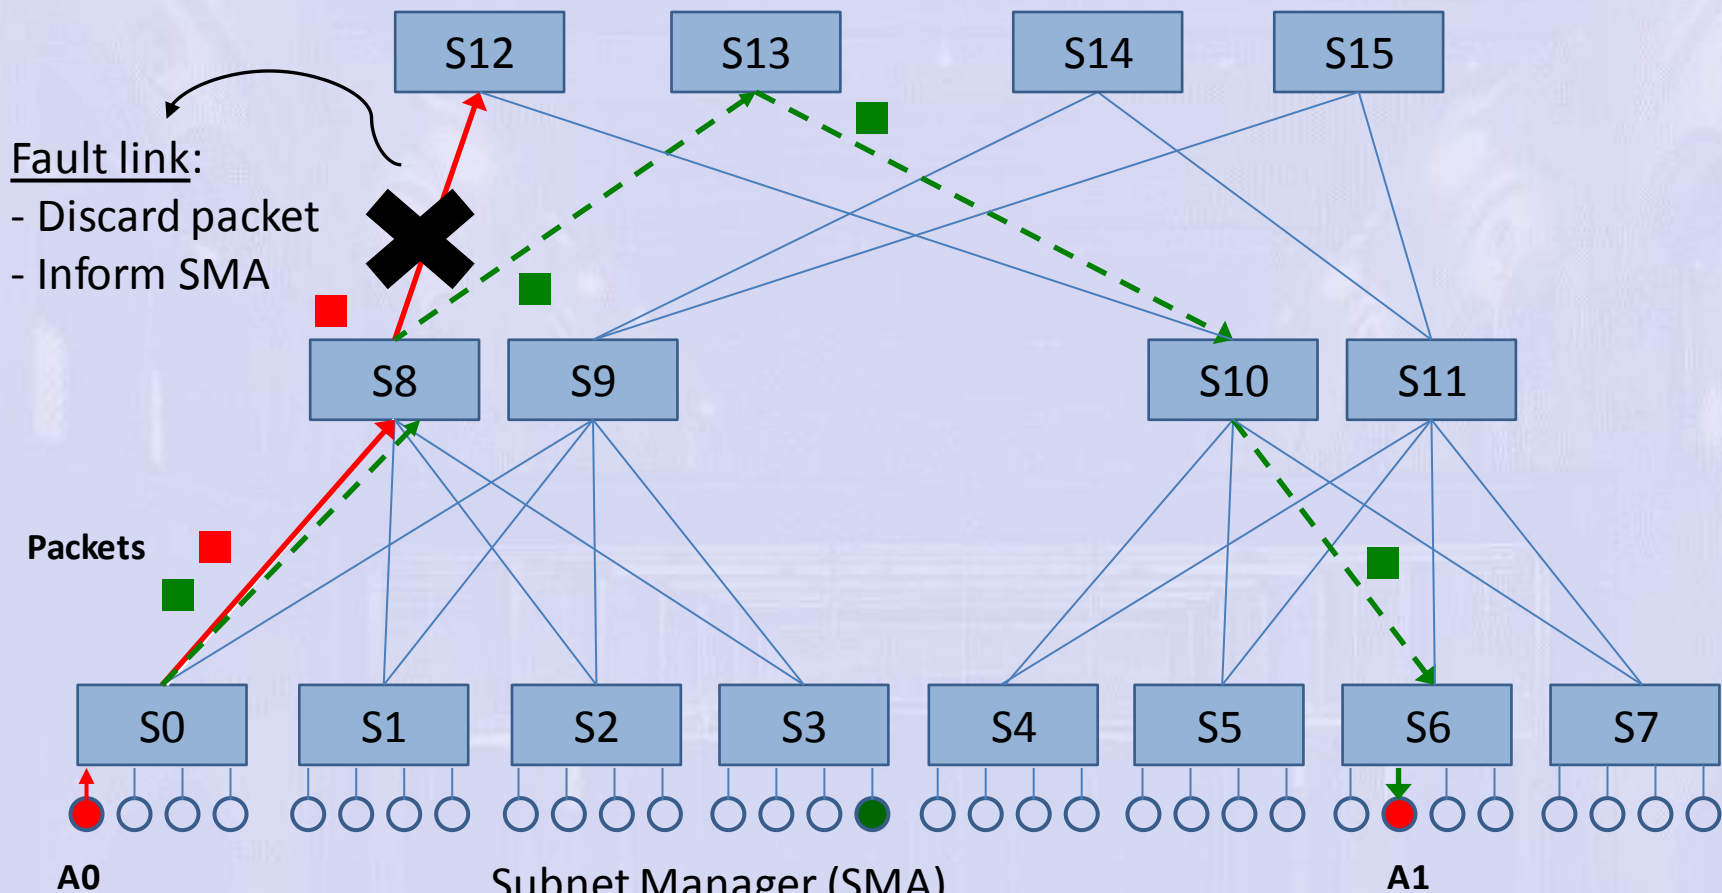 S12
S13
S14
S15
Fault link:
- Discard packet
- Inform SMA
S8
S9
S10
S11
Packets
S0
S1
S2
S3
S4
S5
S6
S7
A0
Subnet Manager (SMA)
A1